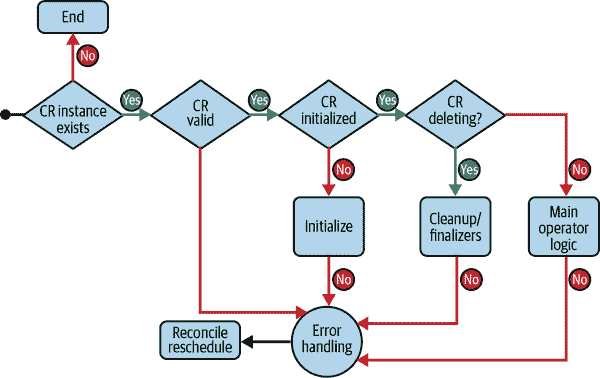 End
No
CR instance
exists
Yes
CR
valid
Yes
CR
initialized
Yes
CR
deleting?
No
Yes
No
Initialize
Cleanup/
finalizers
Main
operator
logic
No
No
No
Reconcile
reschedule
Error
handling